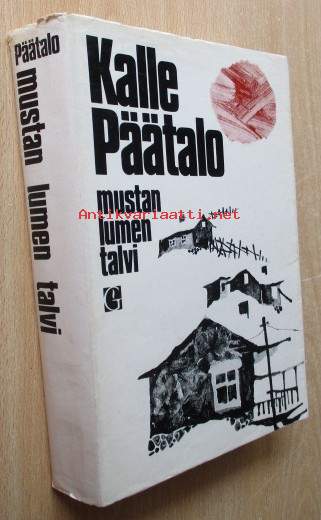 Päätalo mustan lumen talvi
Kalle
Päätalo
mustan
lumen
talvi
G
Antikvariaatti.net